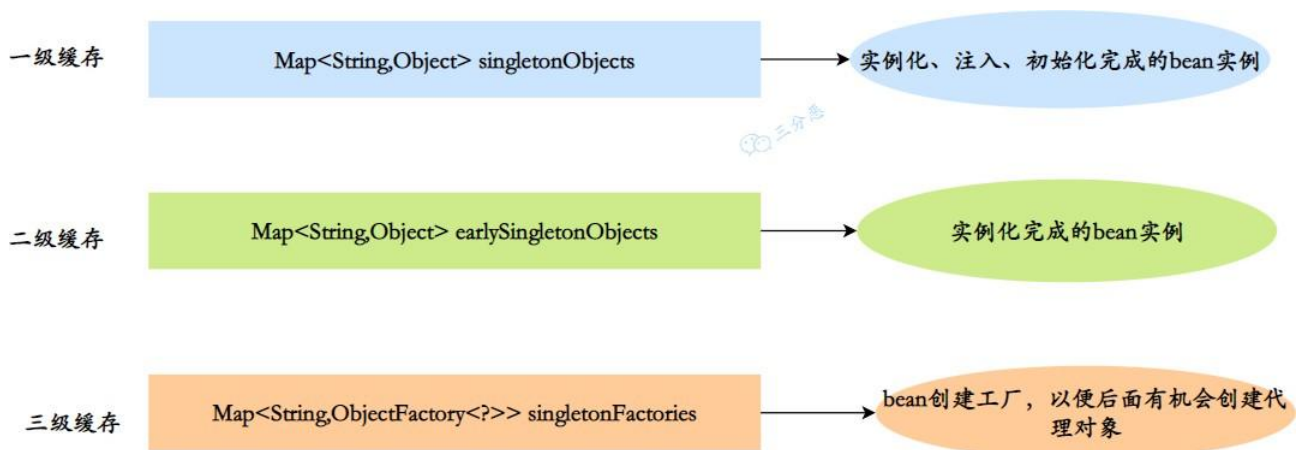 一级缓存
Map<String,Object> singletonObjects
实例化、注入、初始化完成的bean实例
三分恶
二级缓存
Map<String,Object> earlySingletonObjects
实例化完成的bean实例
三级缓存
Map<String,ObjectFactory<?>> singletonFactories
bean创建工厂，以便后面有机会创建代
理对象